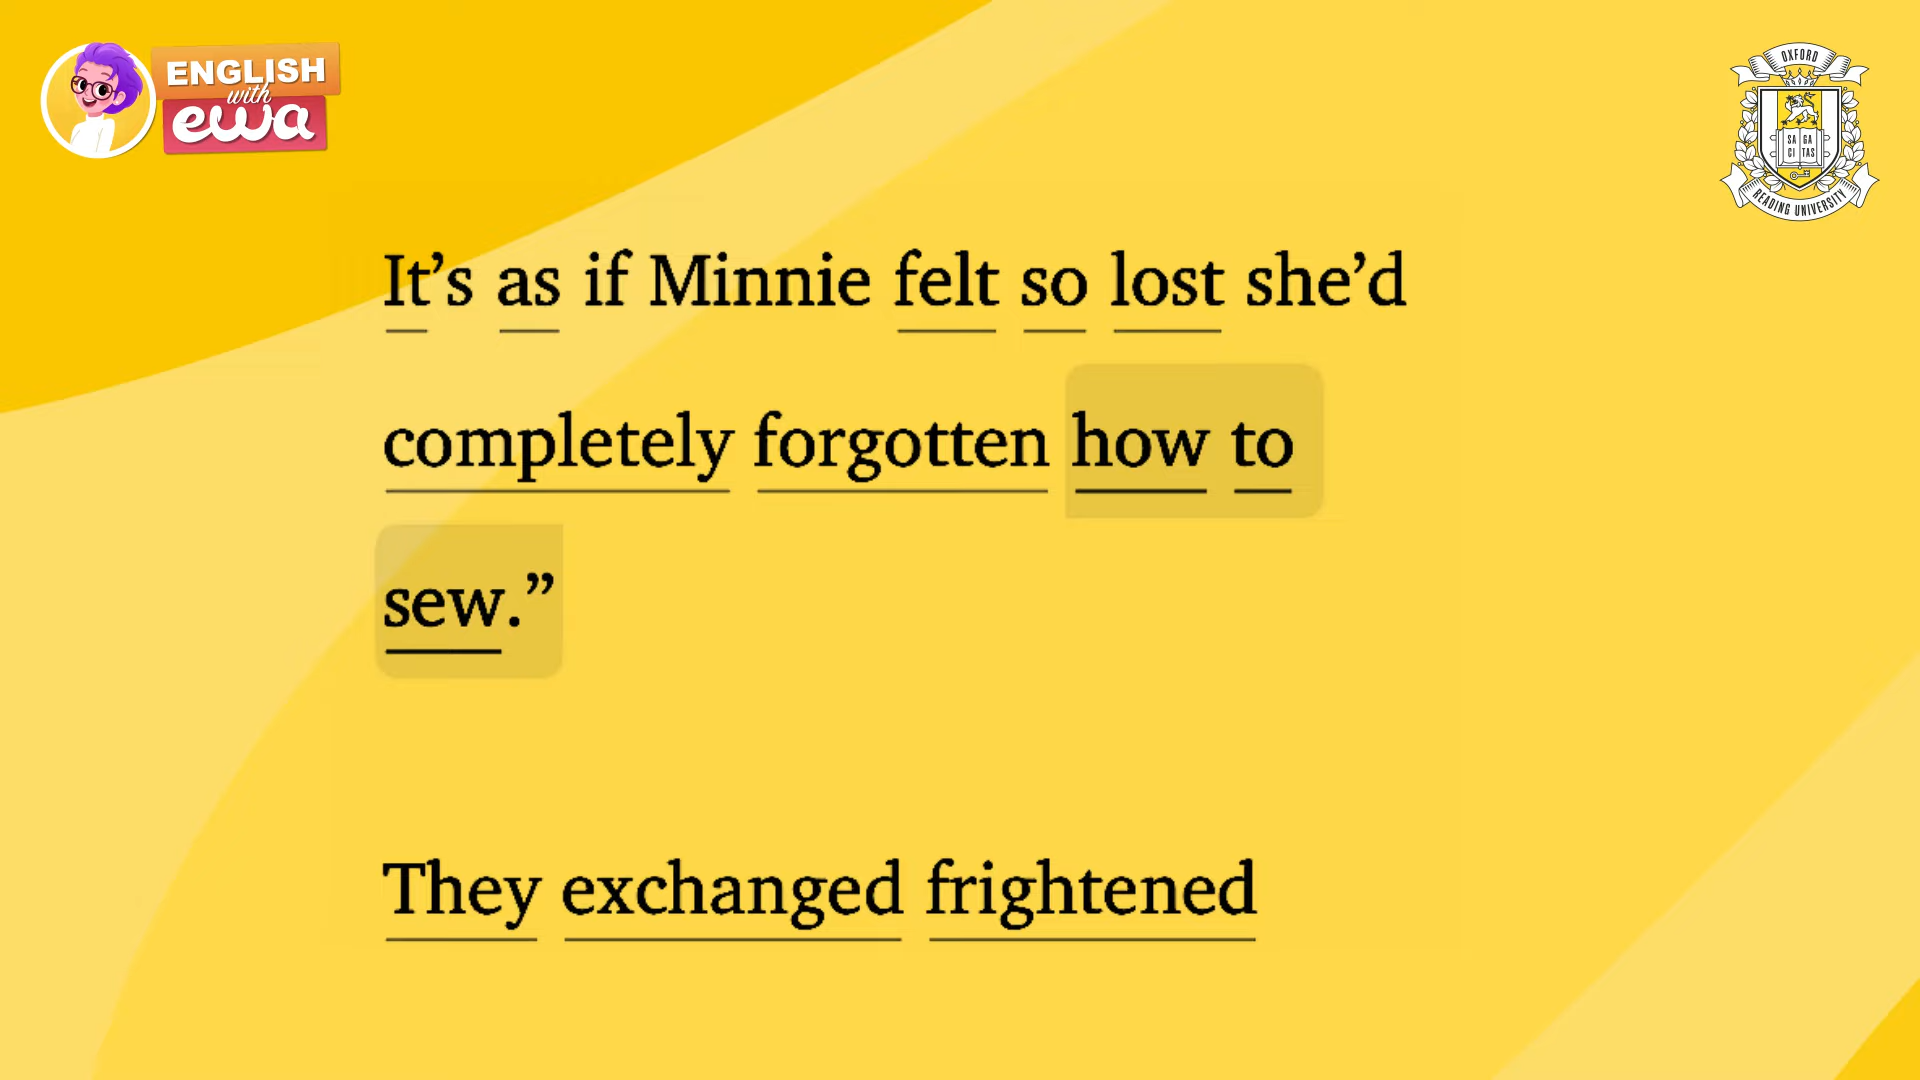 ENGLISH
with
ewa
OXFORD
SA GA
CI TAS
READING UNIVERSITY
It’s as if Minnie felt so lost she’d
completely forgotten how to
sew.”
They exchanged frightened